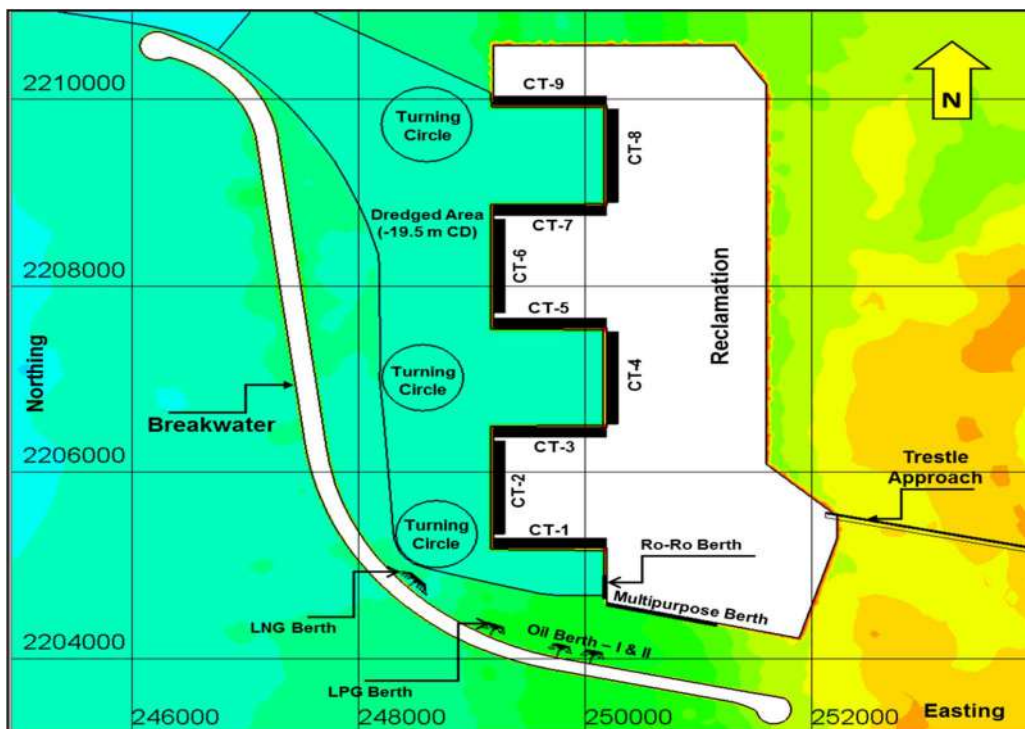 2210000
CT-9
N
Turning
Circle
CT-8
Dredged Area
(-19.5 m CD)
CT-7
2208000
CT-6
CT-5
Reclamation
Northing
Turning
Circle
CT-4
Breakwater
CT-3
2206000
CT-2
Trestle
Approach
Turning
Circle
CT-1
Ro-Ro Berth
Multipurpose Berth
LNG Berth
Oil Berth – I & II
2204000
LPG Berth
246000
248000
250000
252000
Easting